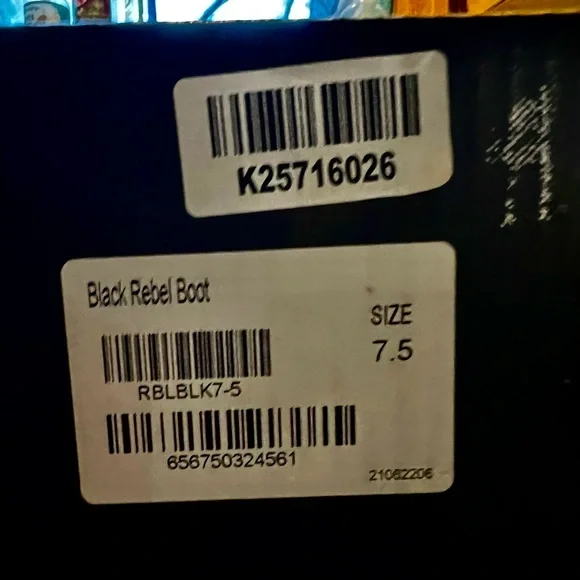 K25716026
Black Rebel Boot
SIZE
7.5
RBLBLK7-5
656750324561
21062206